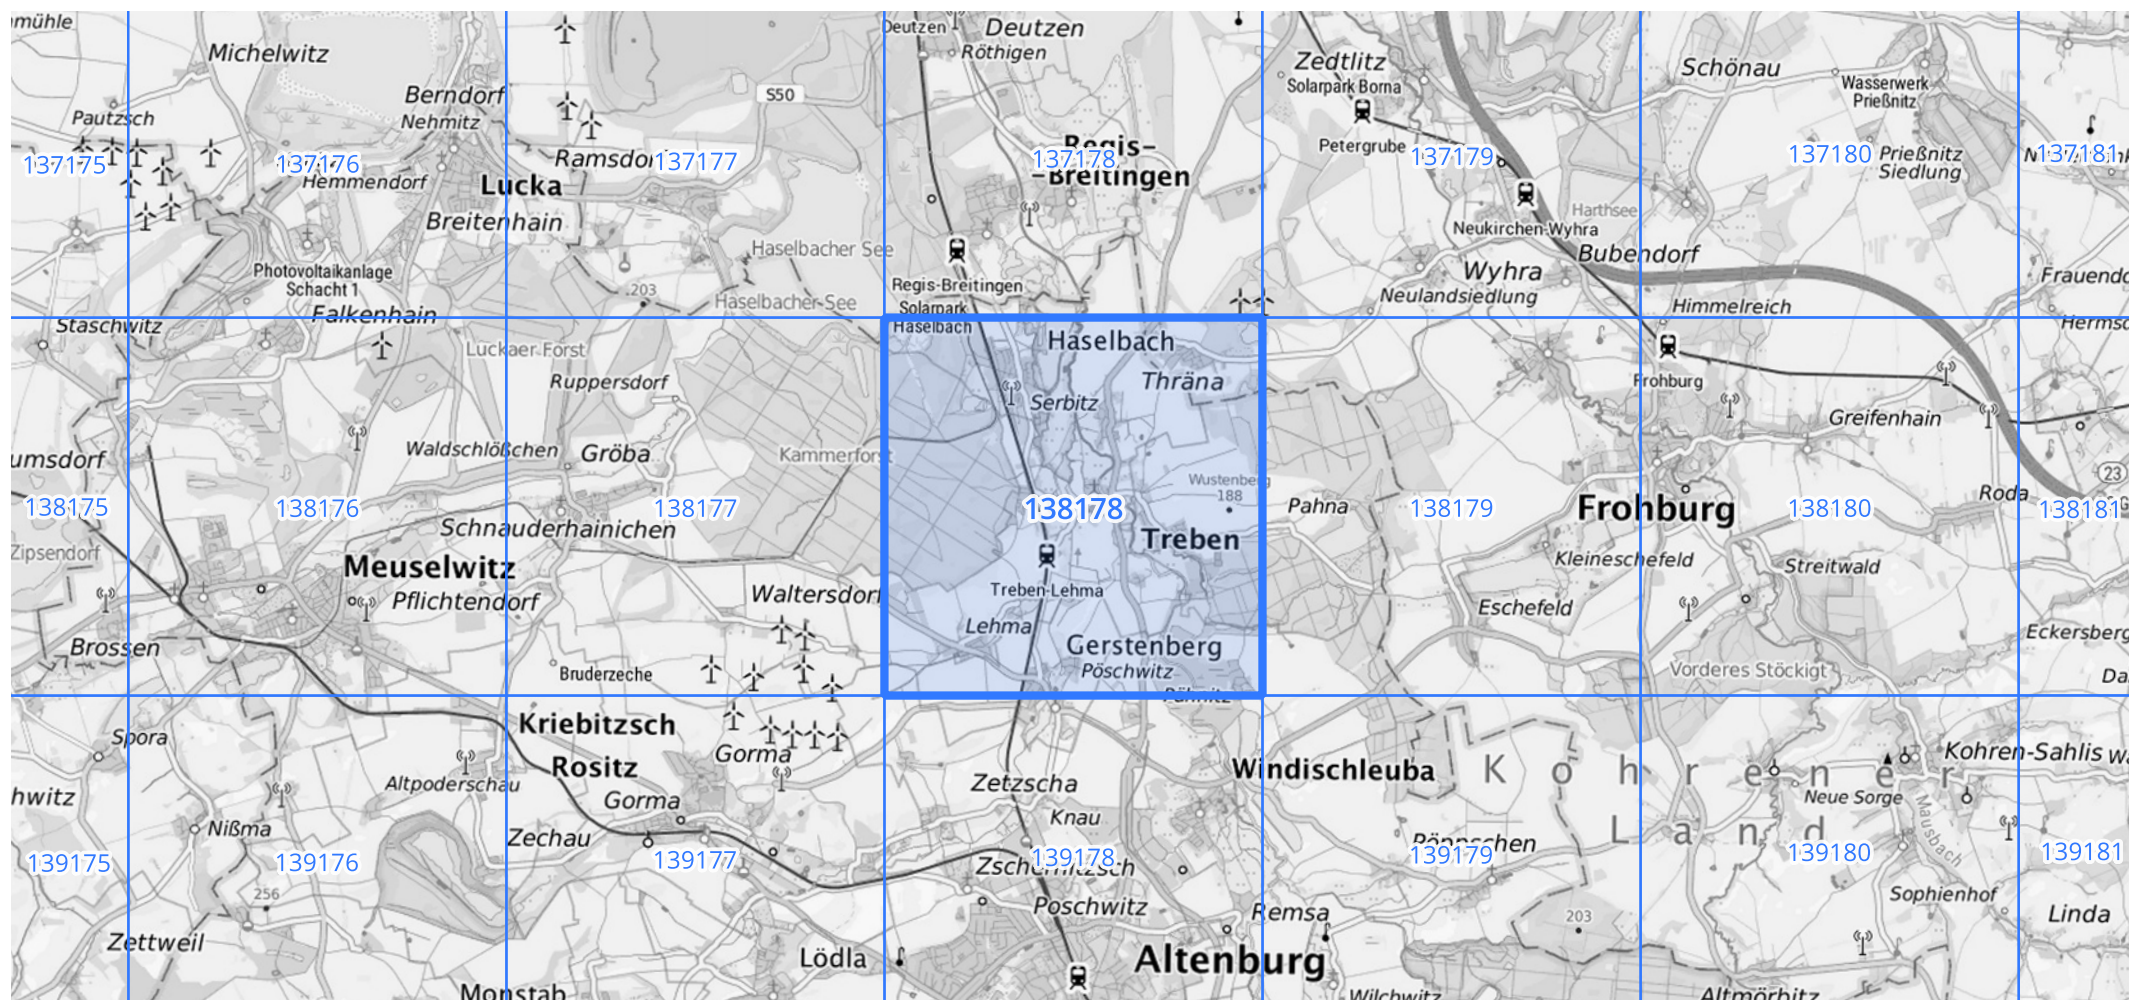 Michelwitz
Deutzen
Deutzen
Röthigen
Zedtlitz
Solarpark Borna
Schönau
Wasserwerk
Prießnitz
Berndorf
Nehmitz
S50
Pautzsch
Petergrube
137175
137176
Hemmendorf
137177
Regis-
137178
-Breitingen
137179
137180
Prießnitz
Siedlung
137181
Lucka
Breitenhain
Harthsee
Neukirchen-Wyhra
Haselbacher See
Bubendorf
Photovoltaikanlage
Schacht 1
Wyhra
Regis-Breitingen
203
Haselbacher-See
Neulandsiedlung
Himmelreich
Falkenhain
Solarpark
Haselbach
Staschwitz
Luckaer Forst
Haselbach
Ruppersdorf
Thräna
Frohburg
Serbitz
Greifenhain
Waldschlößchen
Gröba
Kammerforst
23
Wustenberg
188
138175
138176
138177
138178
Pahna
138179
Frohburg
138180
Roda
138181
Schnauderhainichen
Treben
Zipsendorf
Meuselwitz
Kleineschefeld
Streitwald
Pflichtendorf
Waltersdorf
Treben-Lehma
Eschefeld
Lehma
Brossen
Gerstenberg
Pöschwitz
Bruderzeche
Vorderes Stöckigt
Kriebitzsch
Spora
Gorma
Rositz
Windischleuba
Kohrener
Land
Kohren-Sahlis
Zetzscha
Altpoderschau
Gorma
Knau
Neue Sorge
Mausbach
Nißma
Zechau
139175
139176
139177
139178
139179
139180
139181
Zschernitzsch
256
Poschwitz
Remsa
203
Sophienhof
Linda
Zettweil
Lödla
Altenburg
Monstab
Wilchwitz
Altmörbitz